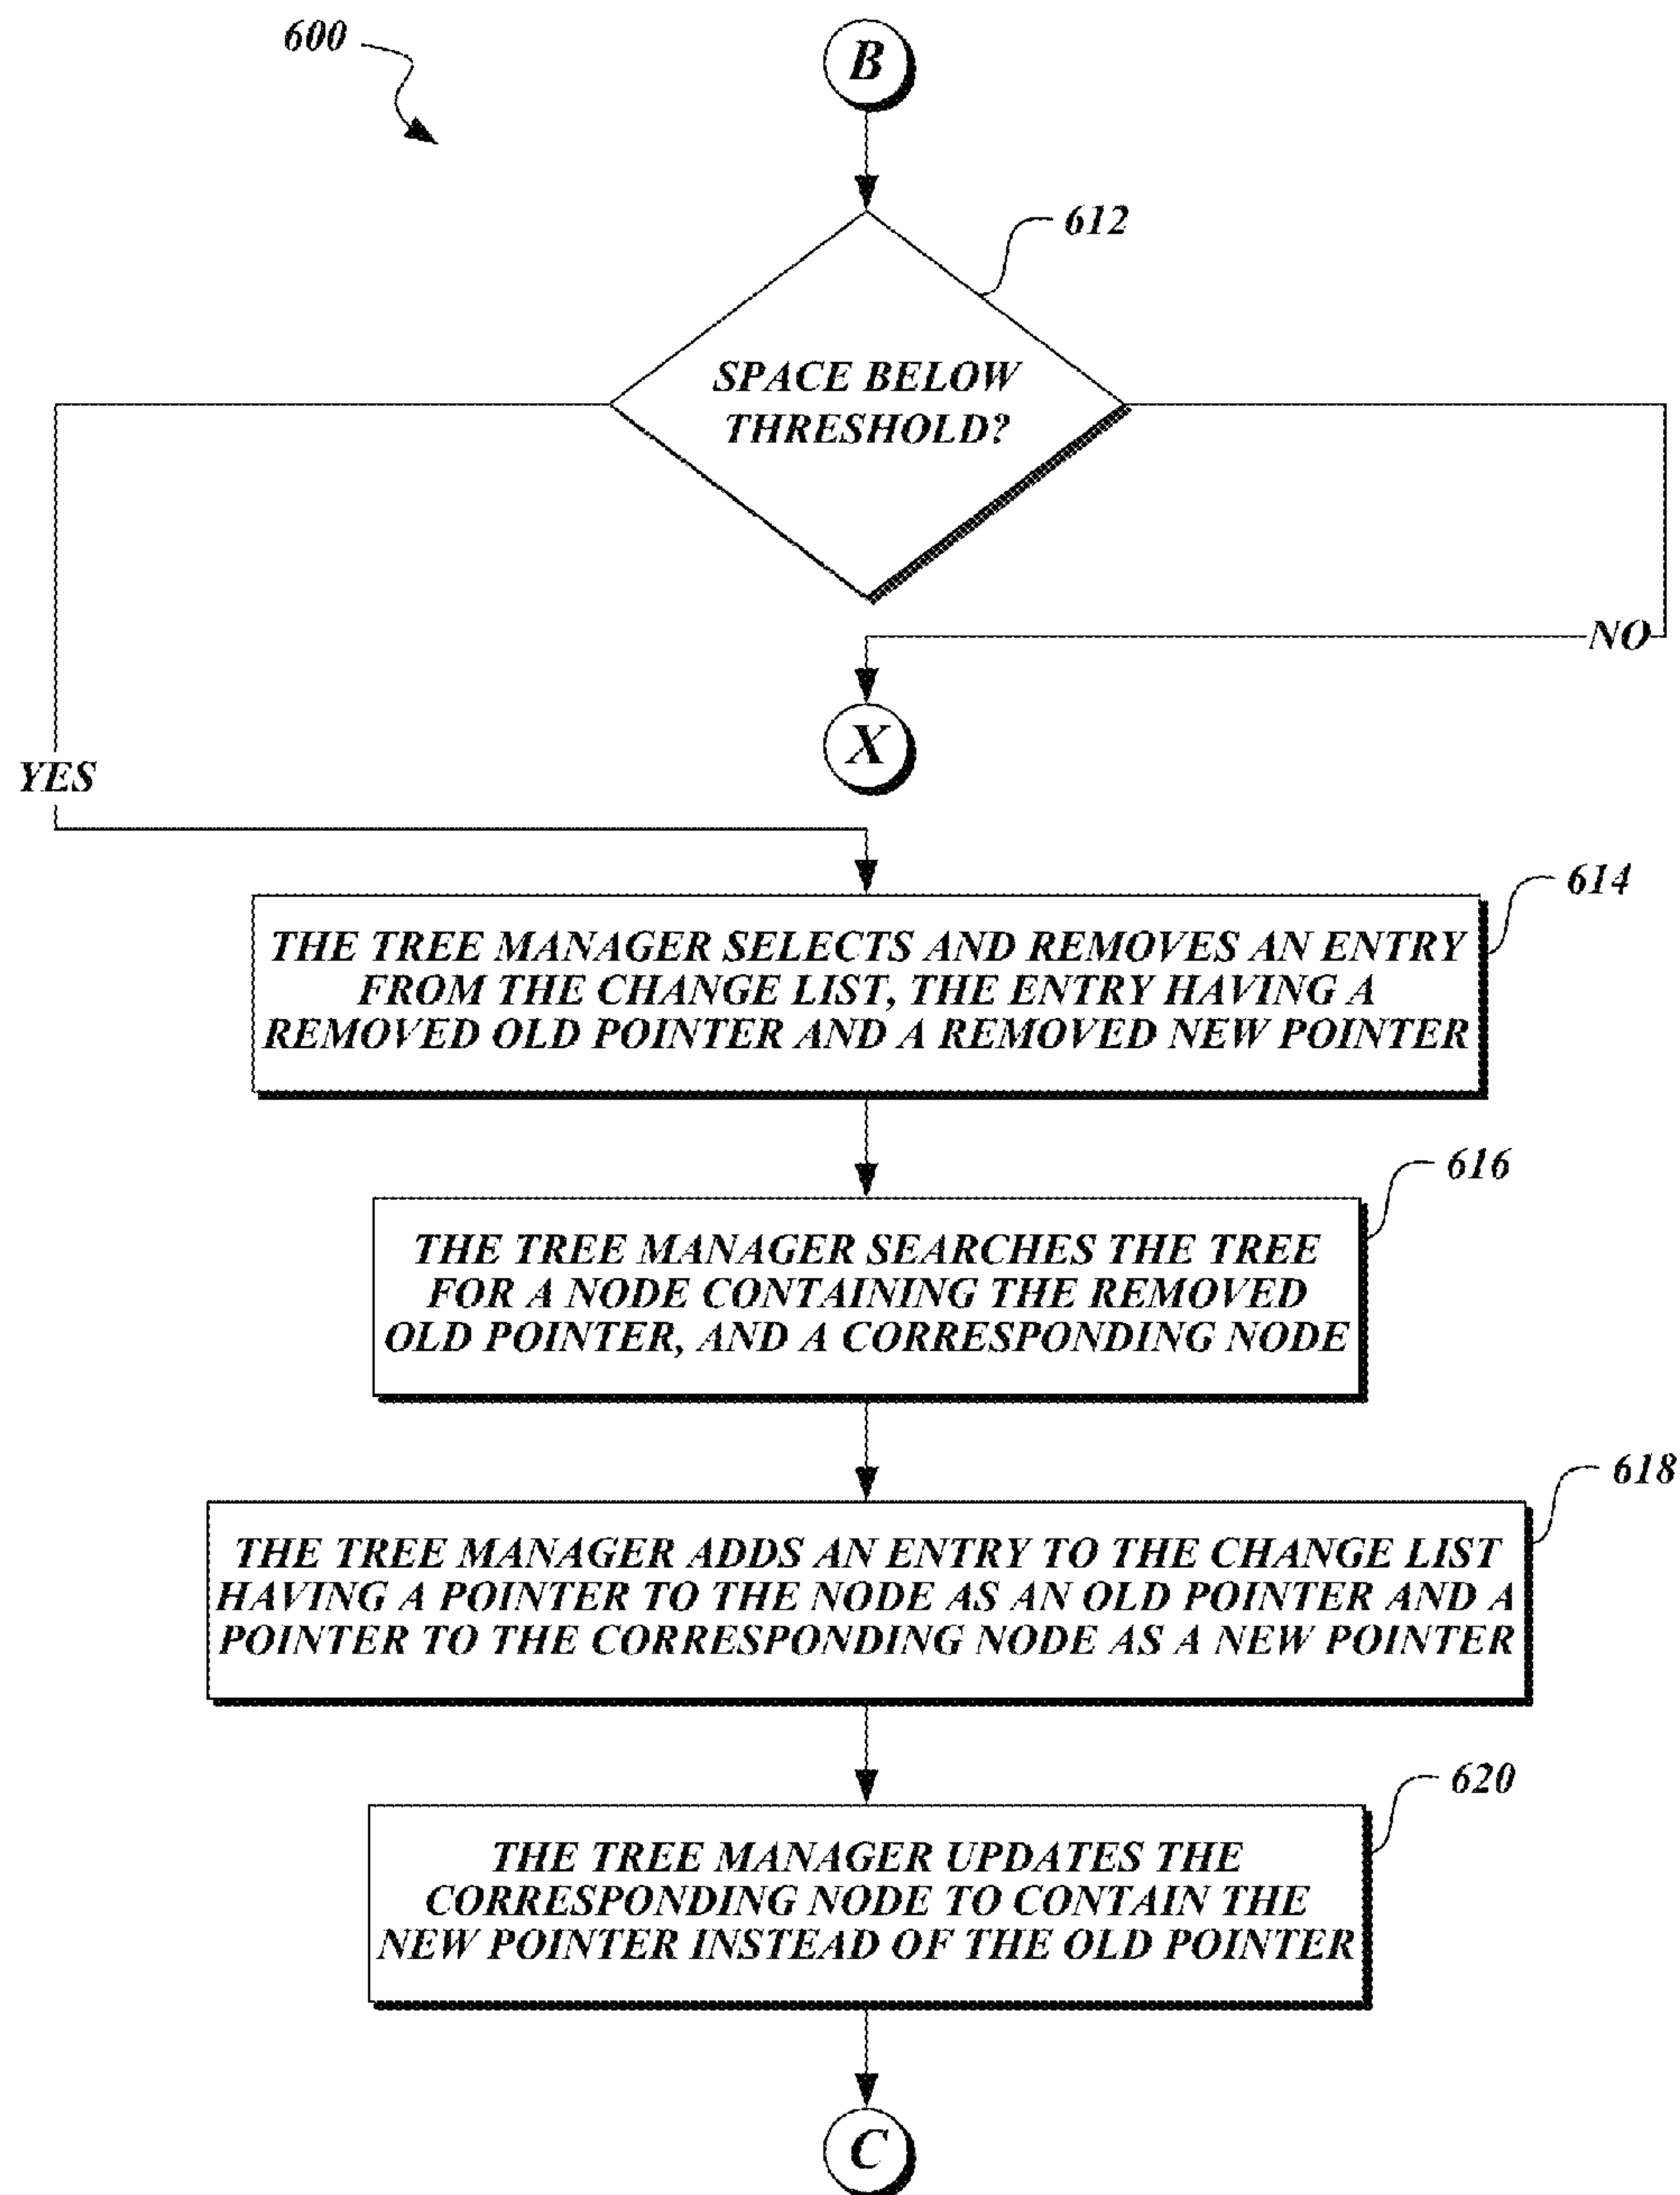 600
B
612
SPACE BELOW
THRESHOLD?
NO
X
YES
614
THE TREE MANAGER SELECTS AND REMOVES AN ENTRY
FROM THE CHANGE LIST, THE ENTRY HAVING A
REMOVED OLD POINTER AND A REMOVED NEW POINTER
616
THE TREE MANAGER SEARCHES THE TREE
FOR A NODE CONTAINING THE REMOVED
OLD POINTER, AND A CORRESPONDING NODE
618
THE TREE MANAGER ADDS AN ENTRY TO THE CHANGE LIST
HAVING A POINTER TO THE NODE AS AN OLD POINTER AND A
POINTER TO THE CORRESPONDING NODE AS A NEW POINTER
620
THE TREE MANAGER UPDATES THE
CORRESPONDING NODE TO CONTAIN THE
NEW POINTER INSTEAD OF THE OLD POINTER
C